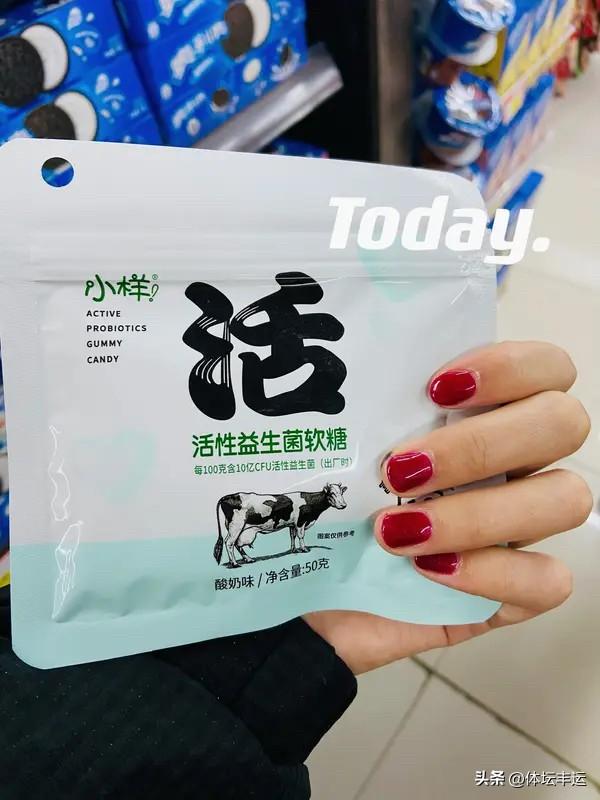 Today.
小样®
ACTIVE
PROBIOTICS
GUMMY
CANDY
活
活性益生菌软糖
每100克含10亿CFU活性益生菌（出厂时）
图案仅供参考
酸奶味 / 净含量:50克
头条 @体坛丰运